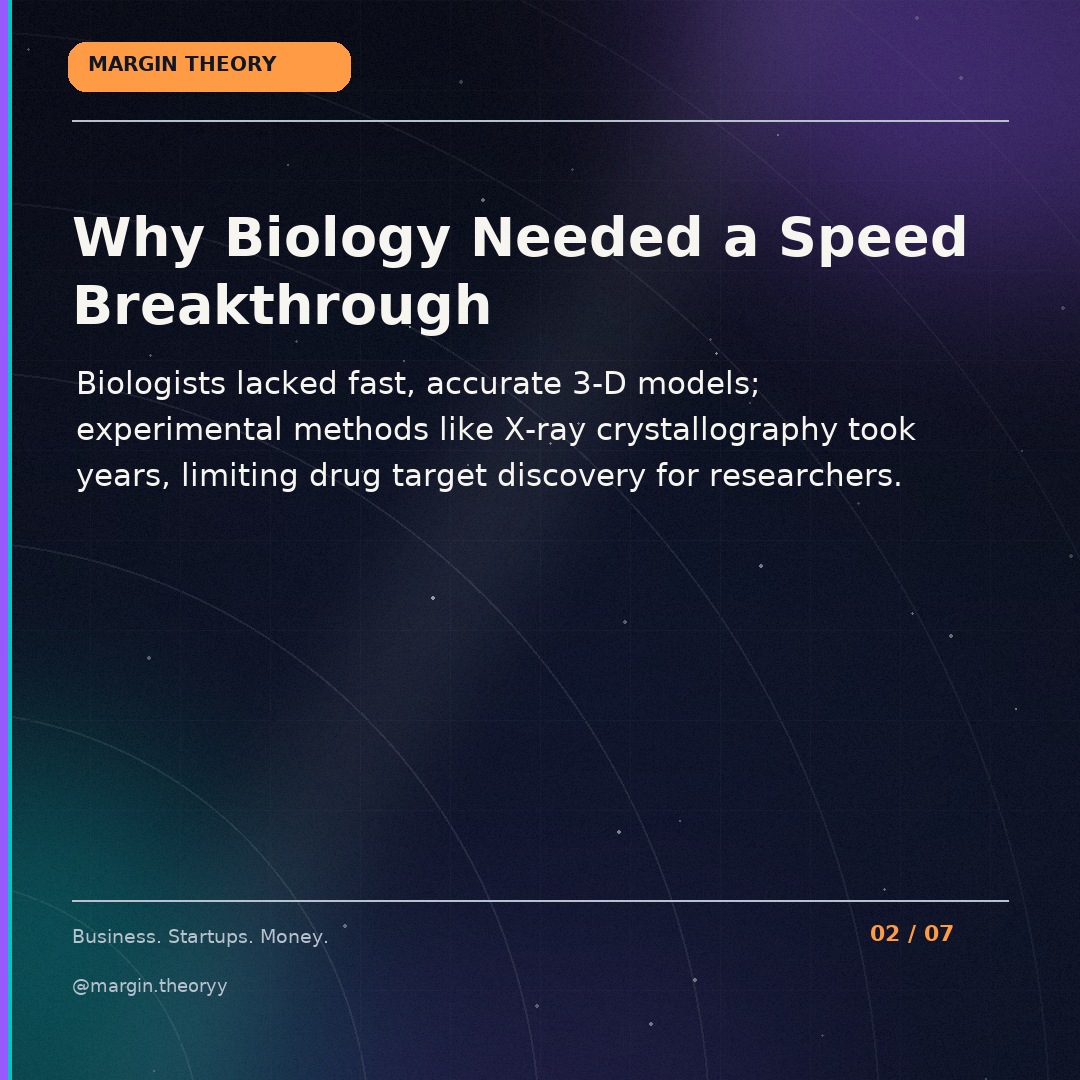 MARGIN THEORY
Why Biology Needed a Speed
Breakthrough
Biologists lacked fast, accurate 3-D models;
experimental methods like X-ray crystallography took
years, limiting drug target discovery for researchers.
Business. Startups. Money.
02 / 07
@margin.theoryy